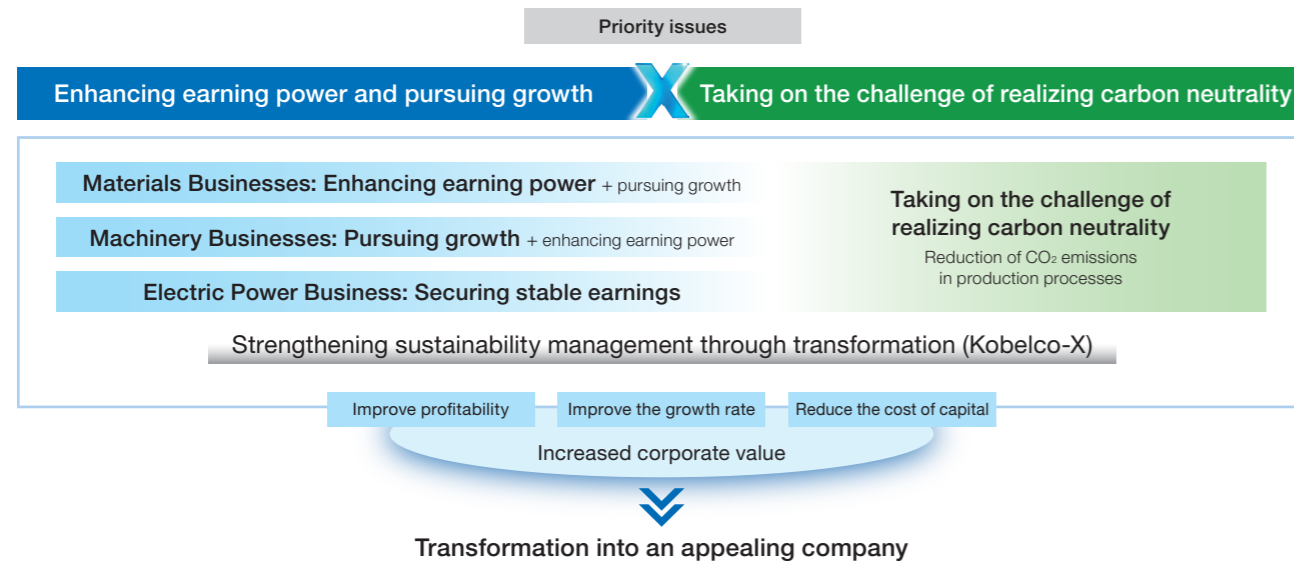 Priority issues
Enhancing earning power and pursuing growth X Taking on the challenge of realizing carbon neutrality
Materials Businesses: Enhancing earning power + pursuing growth
Machinery Businesses: Pursuing growth + enhancing earning power
Electric Power Business: Securing stable earnings
Taking on the challenge of
realizing carbon neutrality
Reduction of CO₂ emissions
in production processes
Strengthening sustainability management through transformation (Kobelco-X)
Improve profitability
Improve the growth rate
Reduce the cost of capital
Increased corporate value
Transformation into an appealing company